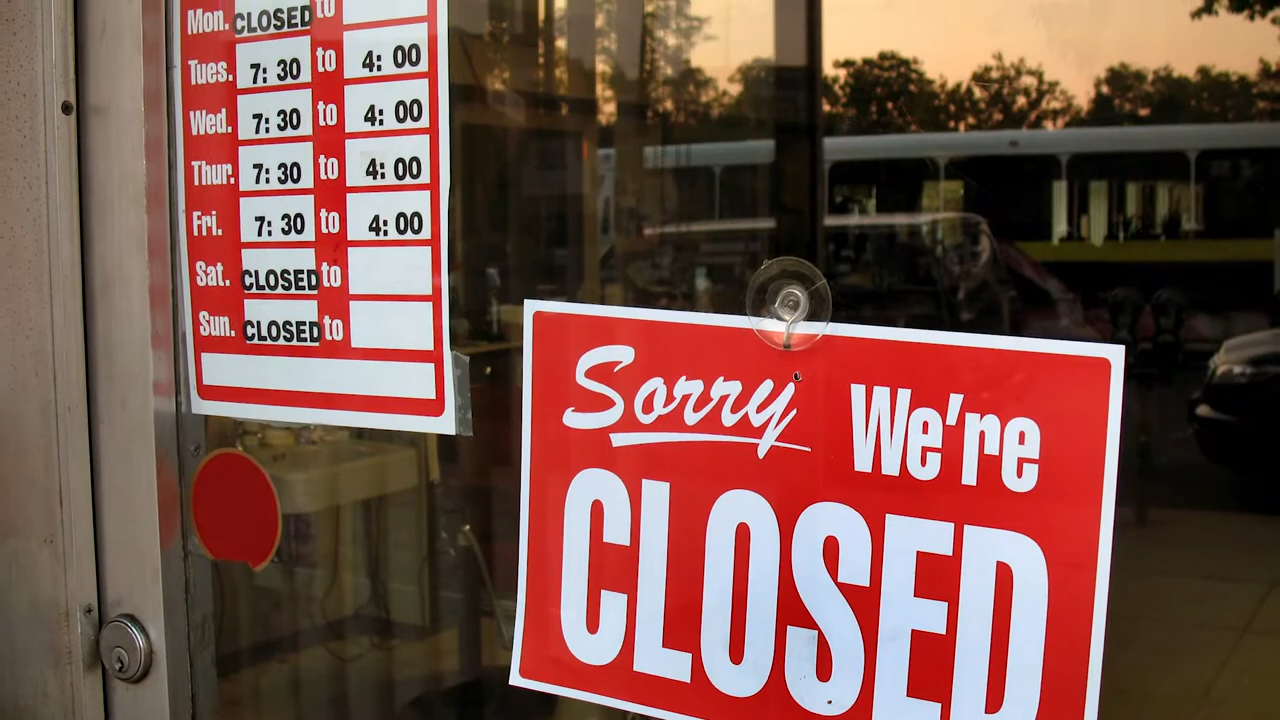 Mon. CLOSED to
Tues. 7: 30 to 4: 00
Wed. 7: 30 to 4: 00
Thur. 7: 30 to 4: 00
Fri. 7: 30 to 4: 00
Sat. CLOSED to
Sun. CLOSED to
Sorry We're
CLOSED